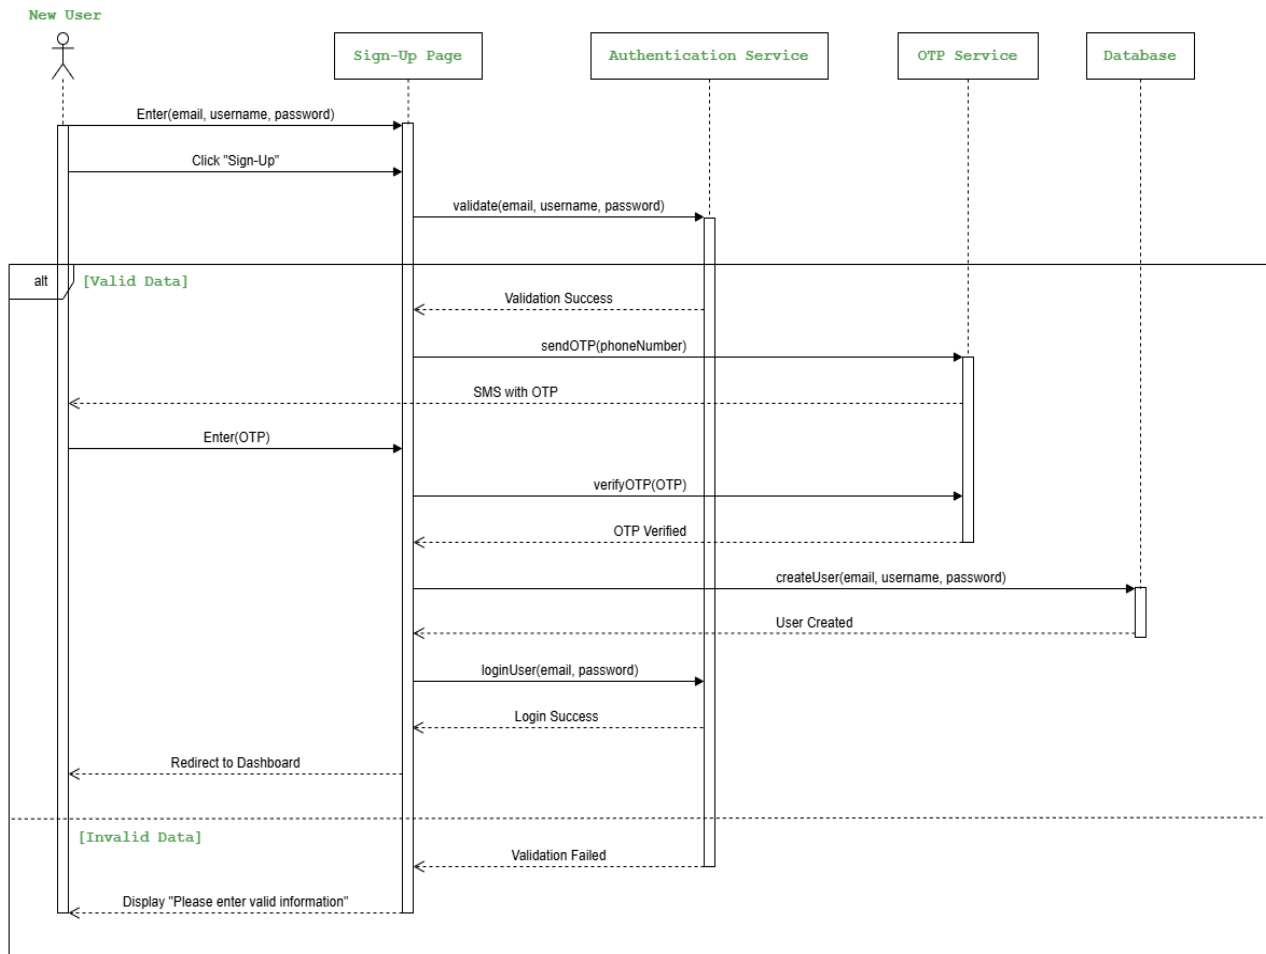 New User
Sign-Up Page
Authentication Service
OTP Service
Database
Enter(email, username, password)
Click "Sign-Up"
validate(email, username, password)
alt
[Valid Data]
Validation Success
sendOTP(phoneNumber)
SMS with OTP
Enter(OTP)
verifyOTP(OTP)
OTP Verified
createUser(email, username, password)
User Created
loginUser(email, password)
Login Success
Redirect to Dashboard
[Invalid Data]
Validation Failed
Display "Please enter valid information"